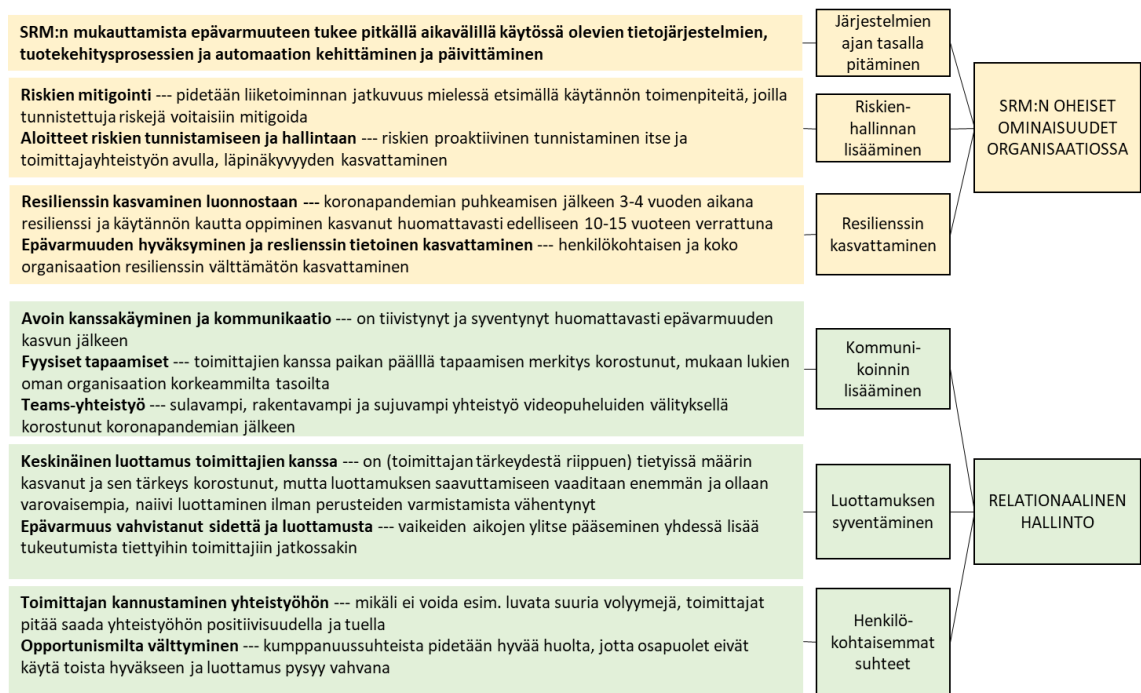 SRM:n mukauttamista epävarmuuteen tukee pitkällä aikavälillä käytössä olevien tietojärjestelmien,
tuotekehitysprosessien ja automaation kehittäminen ja päivittäminen
Järjestelmien
ajan tasalla
pitäminen
Riskien mitigointi --- pidetään liiketoiminnan jatkuvuus mielessä etsimällä käytännön toimenpiteitä, joilla
tunnistettuja riskejä voitaisiin mitigoida
Aloitteet riskien tunnistamiseen ja hallintaan --- riskien proaktiivinen tunnistaminen itse ja
toimittajayhteistyön avulla, läpinäkyvyyden kasvattaminen
Riskien-
hallinnan
lisääminen
SRM:N OHEISET
OMINAISUUDET
ORGANISAATIOSSA
Resilienssin kasvaminen luonnostaan --- koronapandemian puhkeamisen jälkeen 3-4 vuoden aikana
resilienssi ja käytännön kautta oppiminen kasvanut huomattavasti edelliseen 10-15 vuoteen verrattuna
Epävarmuuden hyväksyminen ja reslienssin tietoinen kasvattaminen --- henkilökohtaisen ja koko
organisaation resilienssin välttämätön kasvattaminen
Resilienssin
kasvattaminen
Avoin kanssakäyminen ja kommunikaatio --- on tiivistynyt ja syventynyt huomattavasti epävarmuuden
kasvun jälkeen
Fyysiset tapaamiset --- toimittajien kanssa paikan päälllä tapaamisen merkitys korostunut, mukaan lukien
oman organisaation korkeammilta tasoilta
Teams-yhteistyö --- sulavampi, rakentavampi ja sujuvampi yhteistyö videopuheluiden välityksellä
korostunut koronapandemian jälkeen
Kommuni-
koinnin
lisääminen
Keskinäinen luottamus toimittajien kanssa --- on (toimittajan tärkeydestä riippuen) tietyissä määrin
kasvanut ja sen tärkeys korostunut, mutta luottamuksen saavuttamiseen vaaditaan enemmän ja ollaan
varovaisempia, naiivi luottaminen ilman perusteiden varmistamista vähentynyt
Epävarmuus vahvistanut sidettä ja luottamusta --- vaikeiden aikojen ylitse pääseminen yhdessä lisää
tukeutumista tiettyihin toimittajiin jatkossakin
Luottamuksen
syventäminen
RELATIONAALINEN
HALLINTO
Toimittajan kannustaminen yhteistyöhön --- mikäli ei voida esim. luvata suuria volyymejä, toimittajat
pitää saada yhteistyöhön positiivisuudella ja tuella
Opportunismilta välttyminen --- kumppanuussuhteista pidetään hyvää huolta, jotta osapuolet eivät
käytä toista hyväkseen ja luottamus pysyy vahvana
Henkilö-
kohtaisemmat
suhteet